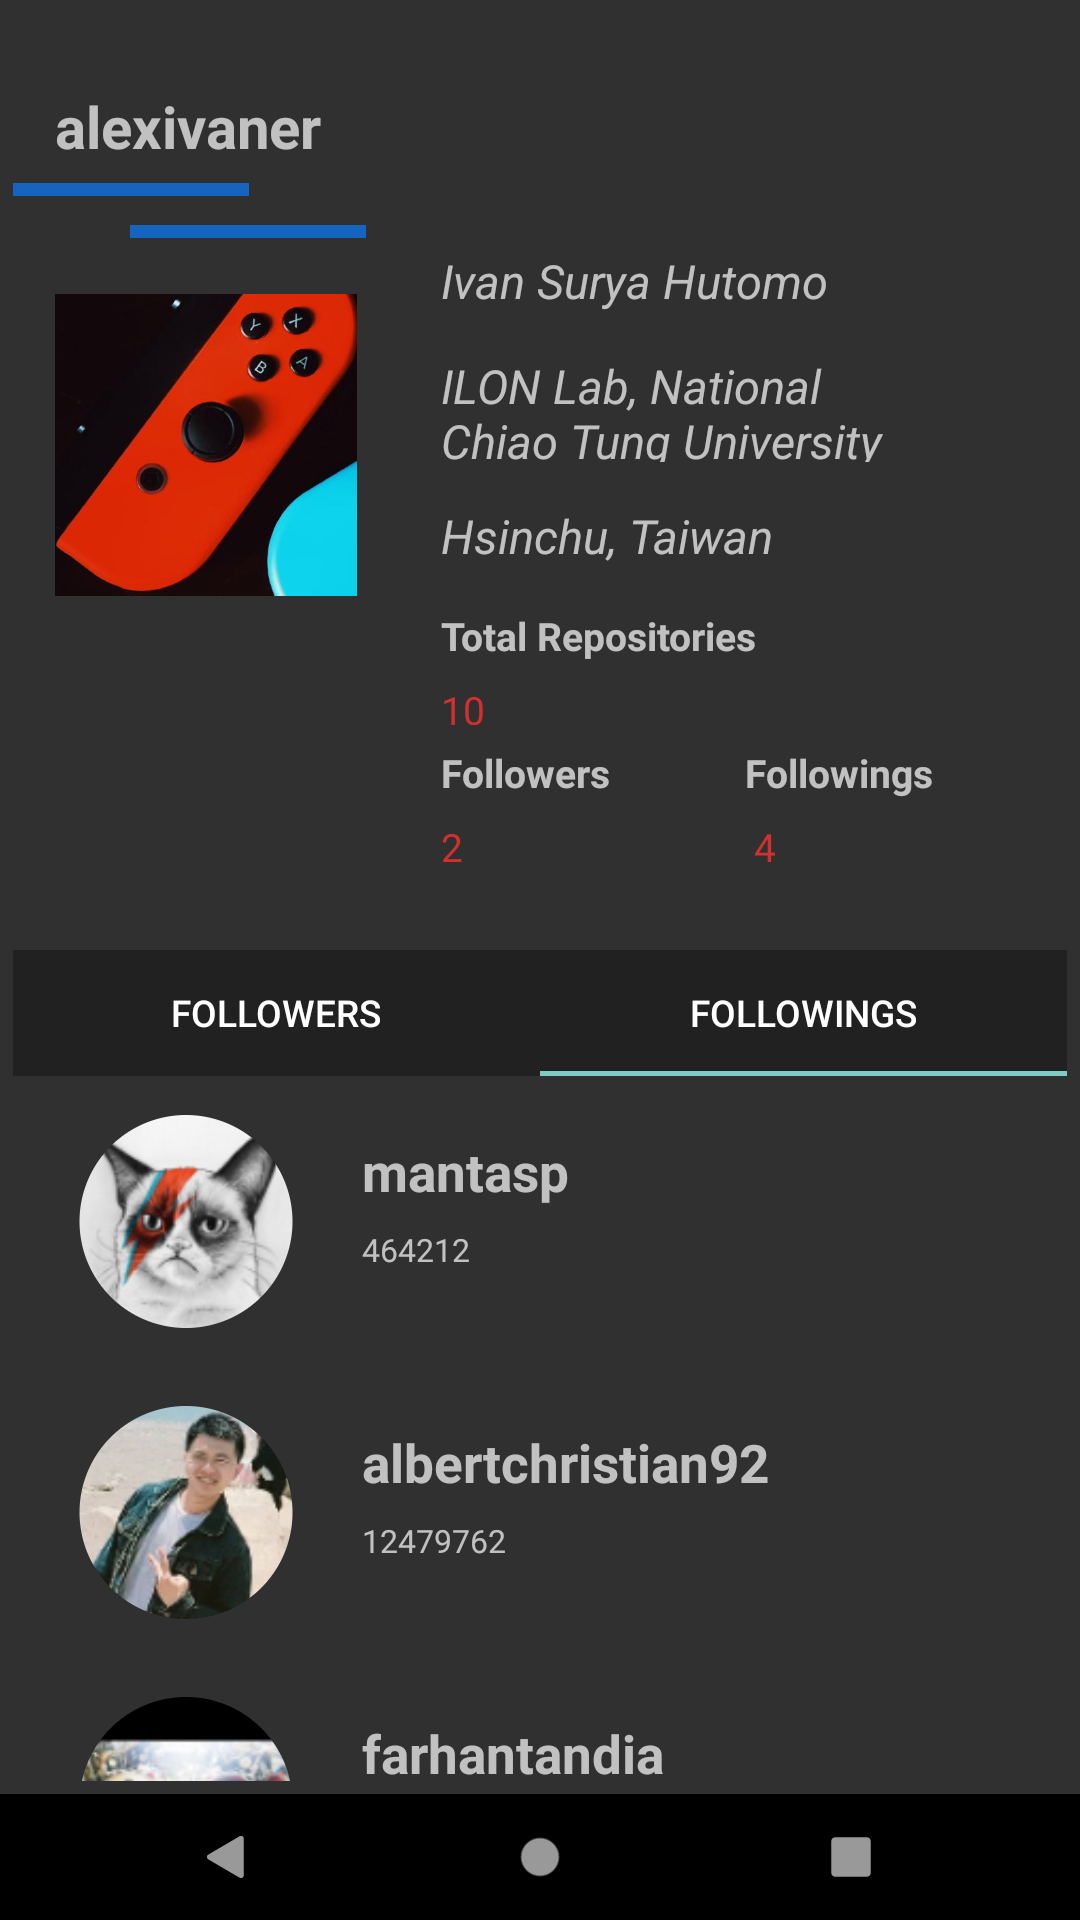 alexivaner
Y
X
B
A
Ivan Surya Hutomo
ILON Lab, National
Chiao Tung University
Hsinchu, Taiwan
Total Repositories
10
Followers
Followings
2
4
FOLLOWERS
FOLLOWINGS
mantasp
464212
albertchristian92
12479762
farhantandia